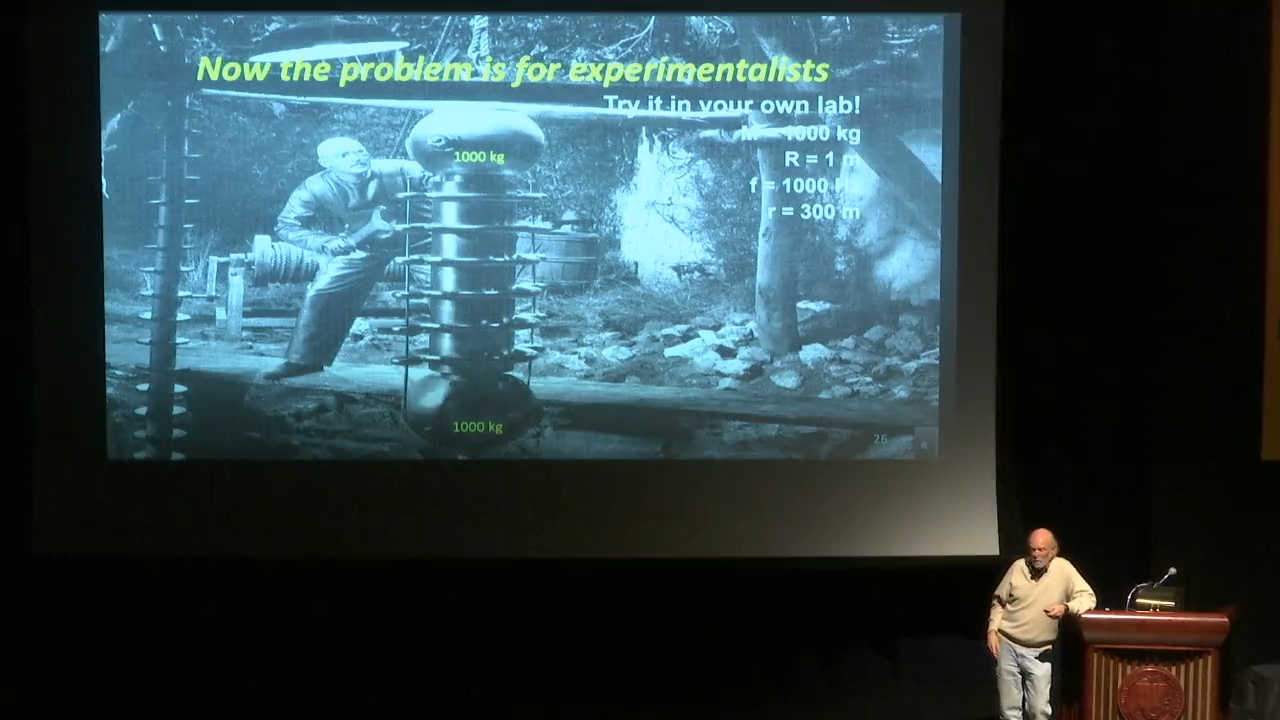 Now the problem is for experimentalists
Try it in your own lab!
M = 1000 kg
R = 1 m
f = 1000 Hz
r = 300 m
1000 kg
1000 kg
26
«